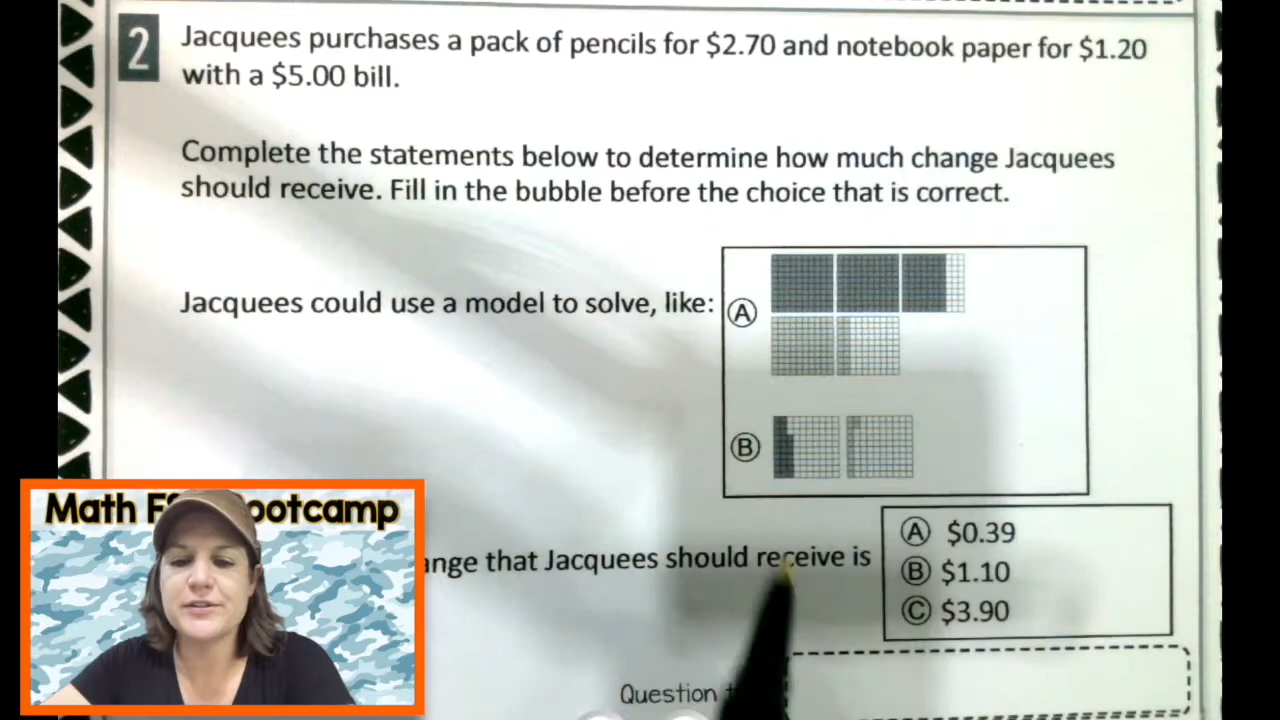 2
Jacquees purchases a pack of pencils for $2.70 and notebook paper for $1.20
with a $5.00 bill.
Complete the statements below to determine how much change Jacquees
should receive. Fill in the bubble before the choice that is correct.
Jacquees could use a model to solve, like:
A
B
Math F ootcamp
ange that Jacquees should receive is
A $0.39
B $1.10
C $3.90
Question